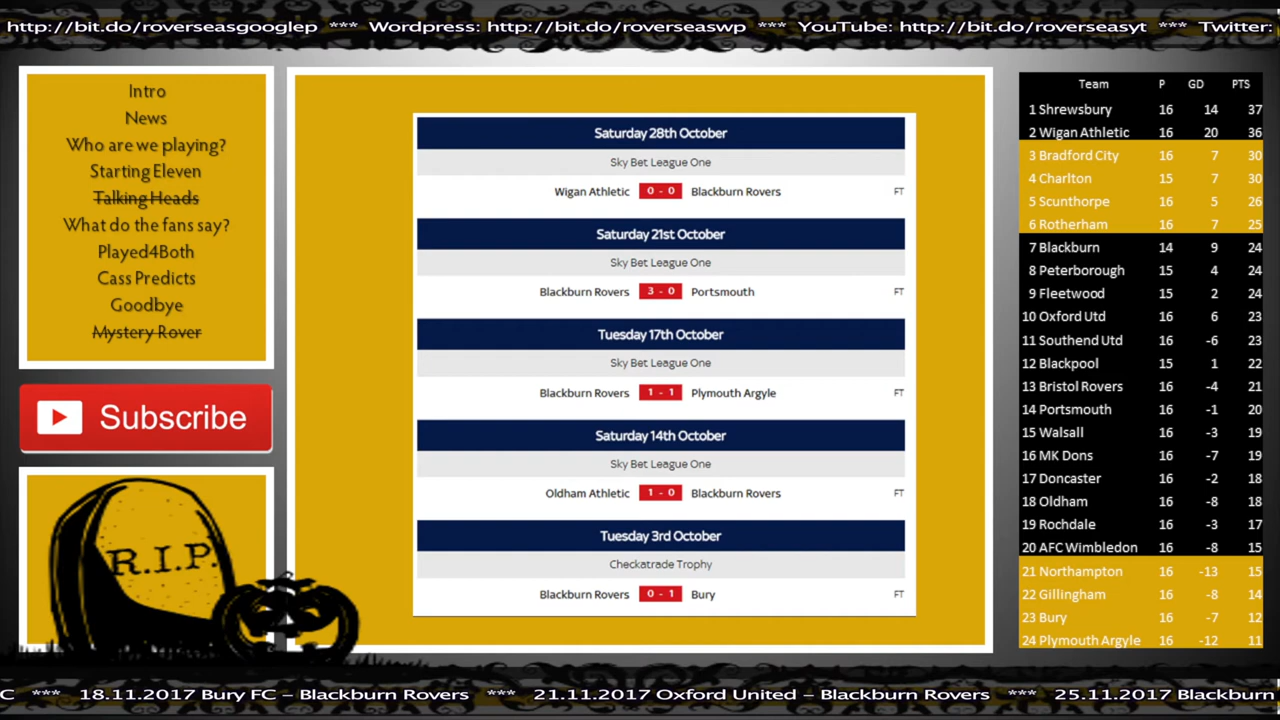 http://bit.do/roverseasgooglep *** Wordpress: http://bit.do/roverseaswp *** YouTube: http://bit.do/roverseasyt *** Twitter:
Intro
News
Who are we playing?
Starting Eleven
Talking Heads
What do the fans say?
Played4Both
Cass Predicts
Goodbye
Mystery Rover
Subscribe
R.I.P.
Saturday 28th October
Sky Bet League One
Wigan Athletic 0 - 0 Blackburn Rovers FT
Saturday 21st October
Sky Bet League One
Blackburn Rovers 3 - 0 Portsmouth FT
Tuesday 17th October
Sky Bet League One
Blackburn Rovers 1 - 1 Plymouth Argyle FT
Saturday 14th October
Sky Bet League One
Oldham Athletic 1 - 0 Blackburn Rovers FT
Tuesday 3rd October
Checkatrade Trophy
Blackburn Rovers 0 - 1 Bury FT
Team P GD PTS
1 Shrewsbury 16 14 37
2 Wigan Athletic 16 20 36
3 Bradford City 16 7 30
4 Charlton 15 7 30
5 Scunthorpe 16 5 26
6 Rotherham 16 7 25
7 Blackburn 14 9 24
8 Peterborough 15 4 24
9 Fleetwood 15 2 24
10 Oxford Utd 16 6 23
11 Southend Utd 16 -6 23
12 Blackpool 15 1 22
13 Bristol Rovers 16 -4 21
14 Portsmouth 16 -1 20
15 Walsall 16 -3 19
16 MK Dons 16 -7 19
17 Doncaster 16 -2 18
18 Oldham 16 -8 18
19 Rochdale 16 -3 17
20 AFC Wimbledon 16 -8 15
21 Northampton 16 -13 15
22 Gillingham 16 -8 14
23 Bury 16 -7 12
24 Plymouth Argyle 16 -12 11
C *** 18.11.2017 Bury FC – Blackburn Rovers *** 21.11.2017 Oxford United – Blackburn Rovers *** 25.11.2017 Blackburn